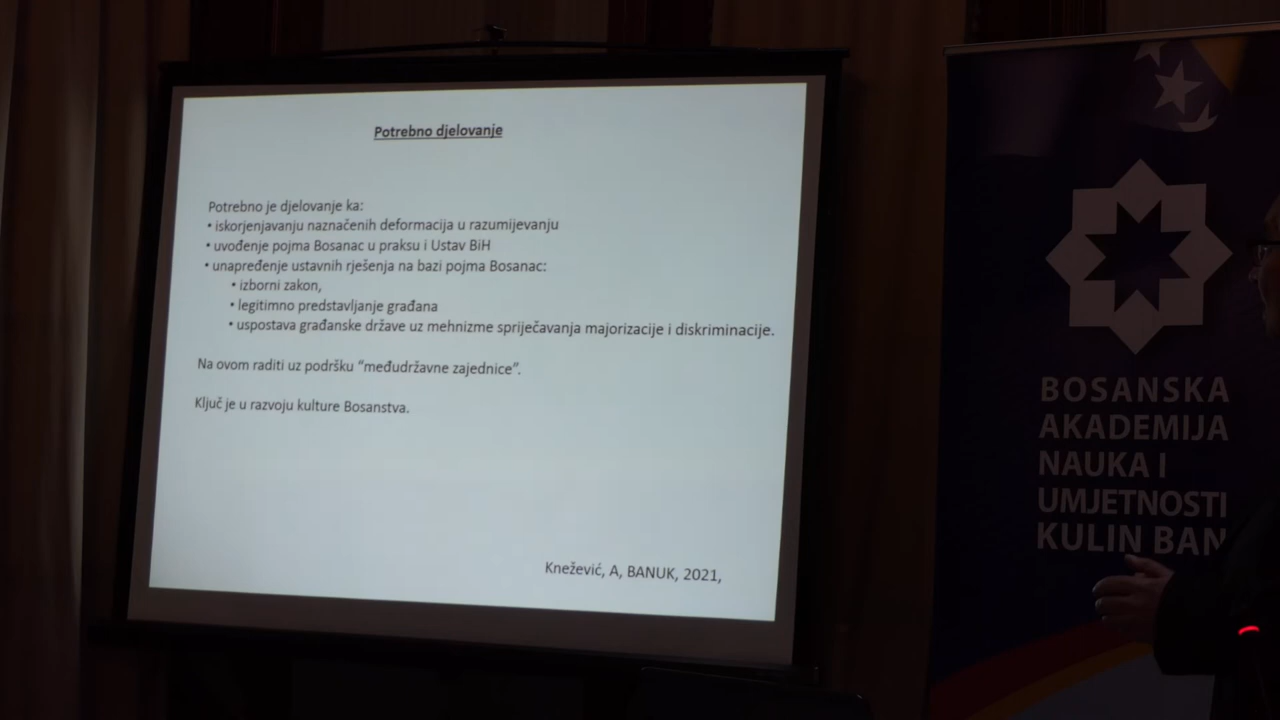 Potrebno djelovanje
Potrebno je djelovanje ka:
• iskorjenjavanju naznačenih deformacija u razumijevanju
• uvođenje pojma Bosanac u praksu i Ustav BiH
• unapređenje ustavnih rješenja na bazi pojma Bosanac:
• izborni zakon,
• legitimno predstavljanje građana
• uspostava građanske države uz mehnizme spriječavanja majorizacije i diskriminacije.
Na ovom raditi uz podršku “međudržavne zajednice”.
Ključ je u razvoju kulture Bosanstva.
Knežević, A, BANUK, 2021,
BOSANSKA
AKADEMIJA
NAUKA I
UMJETNOSTI
KULIN BAN